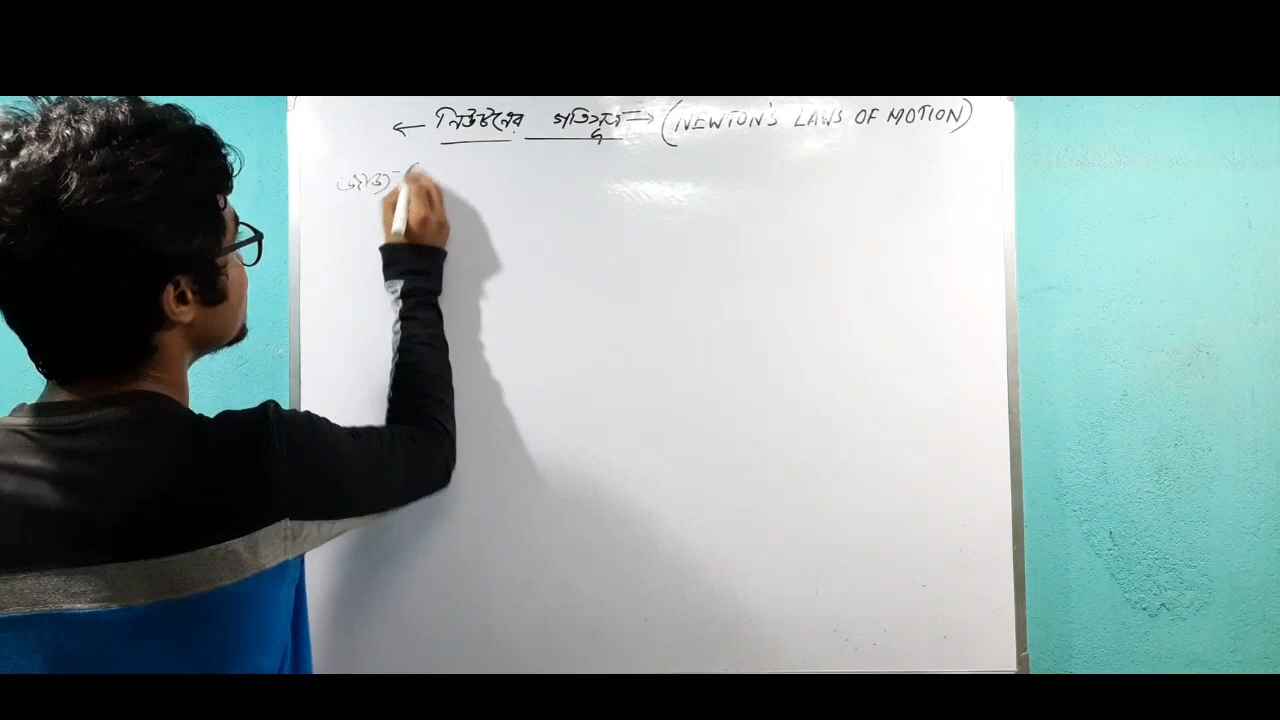 ← নিউটনের গতিসূত্র ⇒ (NEWTON'S LAWS OF MOTION)
জাড্য - (